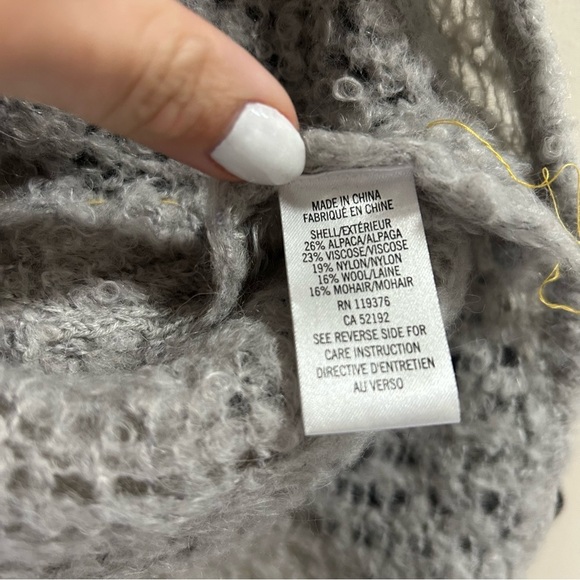 MADE IN CHINA
FABRIQUÉ EN CHINE
SHELL/EXTÉRIEUR
26% ALPACA/ALPAGA
23% VISCOSE/VISCOSE
19% NYLON/NYLON
16% WOOL/LAINE
16% MOHAIR/MOHAIR
RN 119376
CA 52192
SEE REVERSE SIDE FOR
CARE INSTRUCTION
DIRECTIVE D'ENTRETIEN
AU VERSO